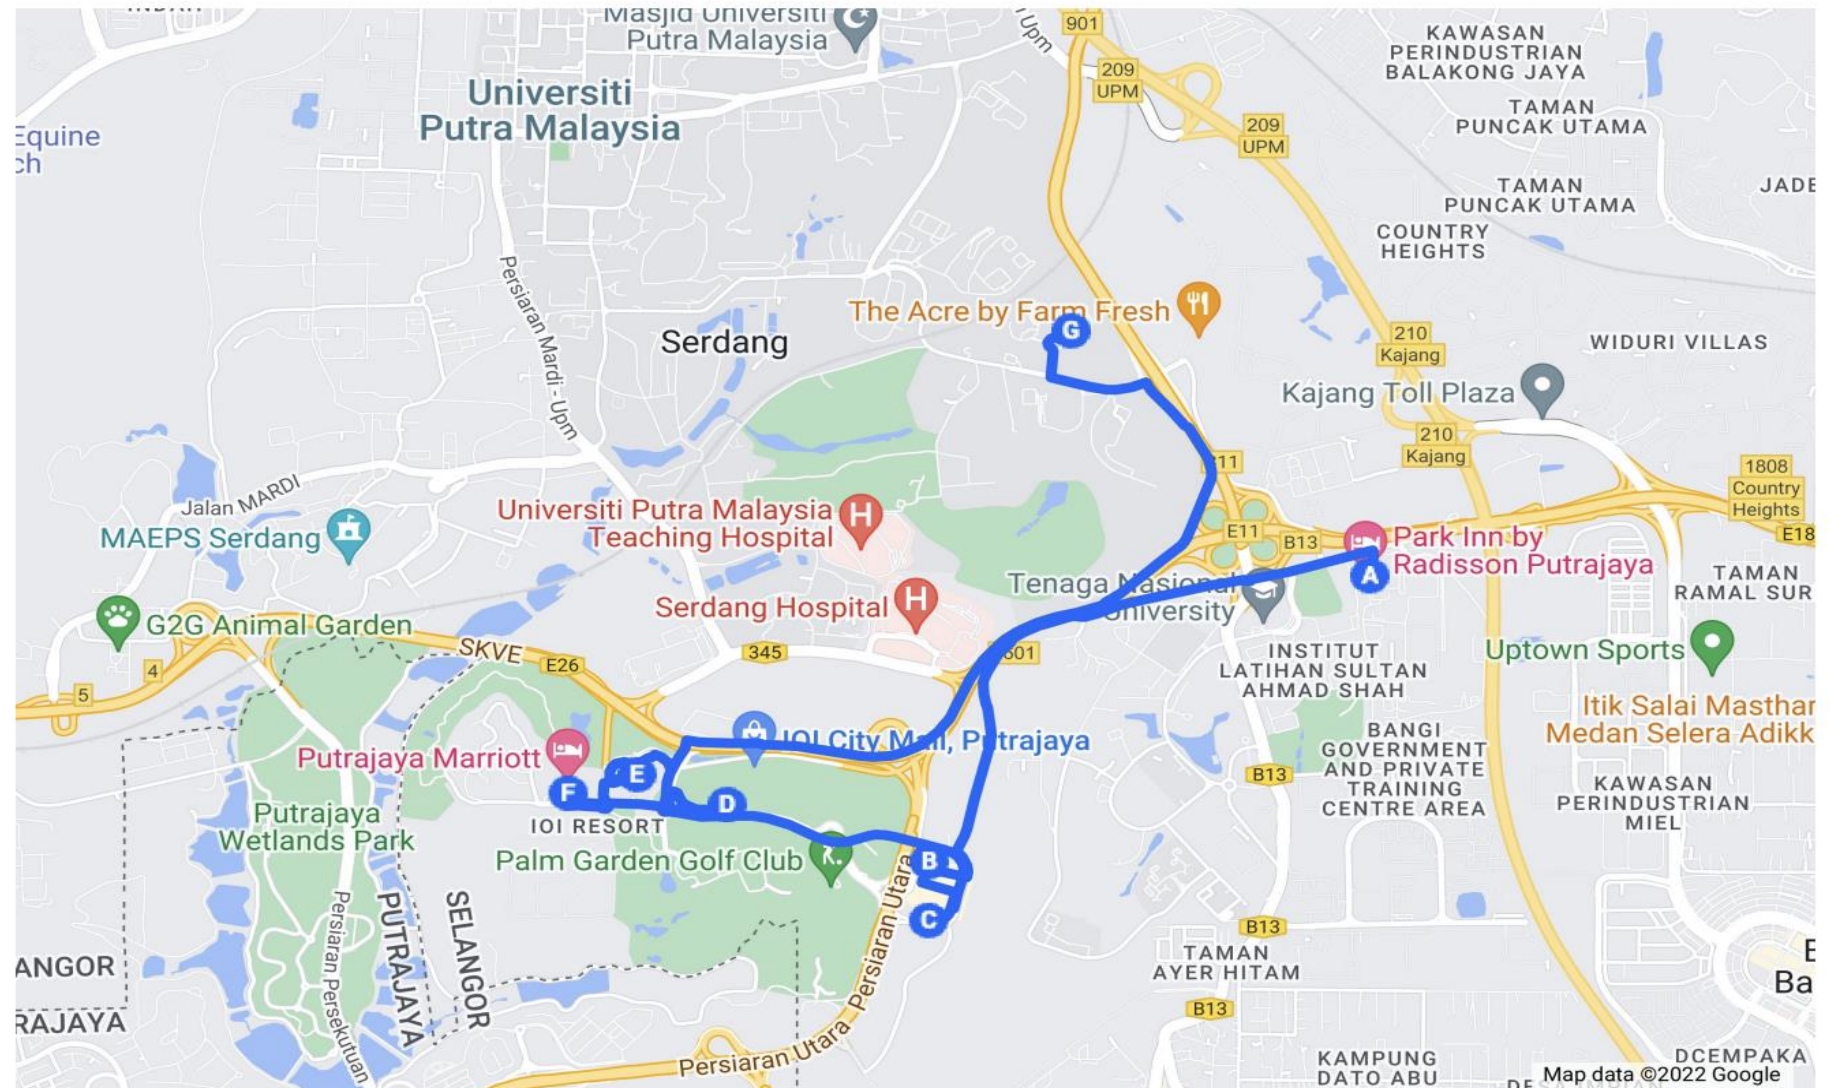 Masjid Universiti
Putra Malaysia
Upm
901
209
UPM
KAWASAN
PERINDUSTRIAN
BALAKONG JAYA
Universiti
Putra Malaysia
TAMAN
PUNCAK UTAMA
209
UPM
Equine
TAMAN
PUNCAK UTAMA
JADE
COUNTRY
HEIGHTS
Persiaran Mardi - Upm
The Acre by Farm Fresh
G
Serdang
210
Kajang
WIDURI VILLAS
Kajang Toll Plaza
210
Kajang
1808
Country
Heights
E18
Jalan MARDI
MAEPS Serdang
Universiti Putra Malaysia
Teaching Hospital
E11
B13
Park Inn by
Radisson Putrajaya
A
Tenaga Nasional
University
TAMAN
RAMAL SUR
Serdang Hospital
G2G Animal Garden
SKVE
E26
345
4
5
INSTITUT
LATIHAN SULTAN
AHMAD SHAH
Uptown Sports
Itik Salai Masthar
Medan Selera Adikk
Putrajaya Marriott
IOI City Mall, Putrajaya
BANGI
GOVERNMENT
AND PRIVATE
TRAINING
CENTRE AREA
B13
E
F
D
IOI RESORT
KAWASAN
PERINDUSTRIAN
MIEL
Putrajaya
Wetlands Park
Palm Garden Golf Club
B
C
Persiaran Utara
Persiaran Utara
Persiaran Persekutuan
PUTRAJAYA
SELANGOR
B13
TAMAN
AYER HITAM
B13
ANGOR
RAJAYA
Ba
Persiaran Utara
KAMPUNG
DATO ABU
DCEMPAKA
Map data ©2022 Google